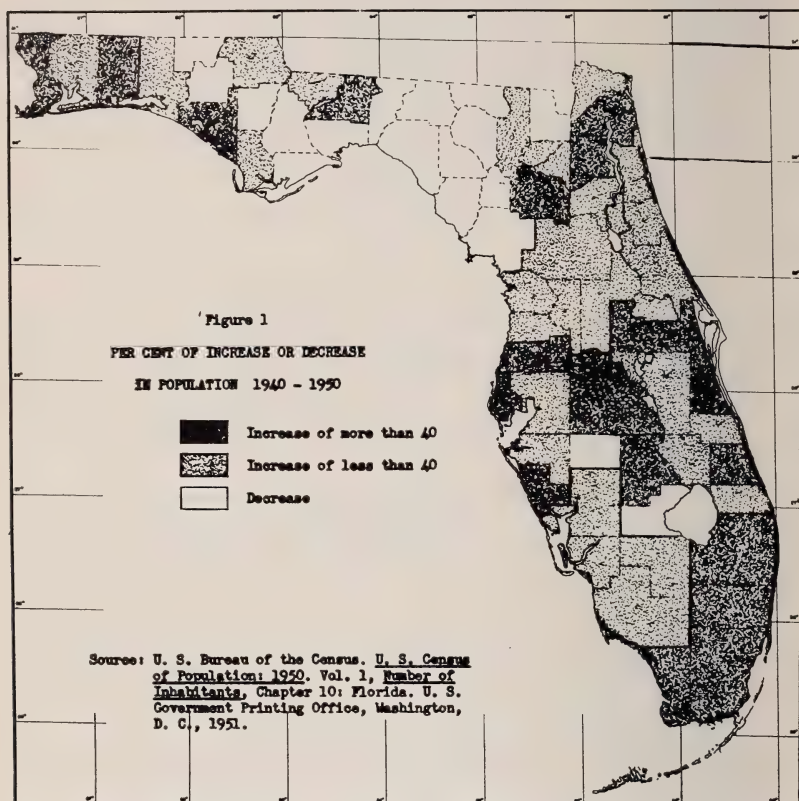 Figure 1
PER CENT OF INCREASE OR DECREASE
IN POPULATION 1940 - 1950
Increase of more than 40
Increase of less than 40
Decrease
Source: U. S. Bureau of the Census. U. S. Census
of Population: 1950. Vol. 1, Number of
Inhabitants, Chapter 10: Florida. U. S.
Government Printing Office, Washington,
D. C., 1951.